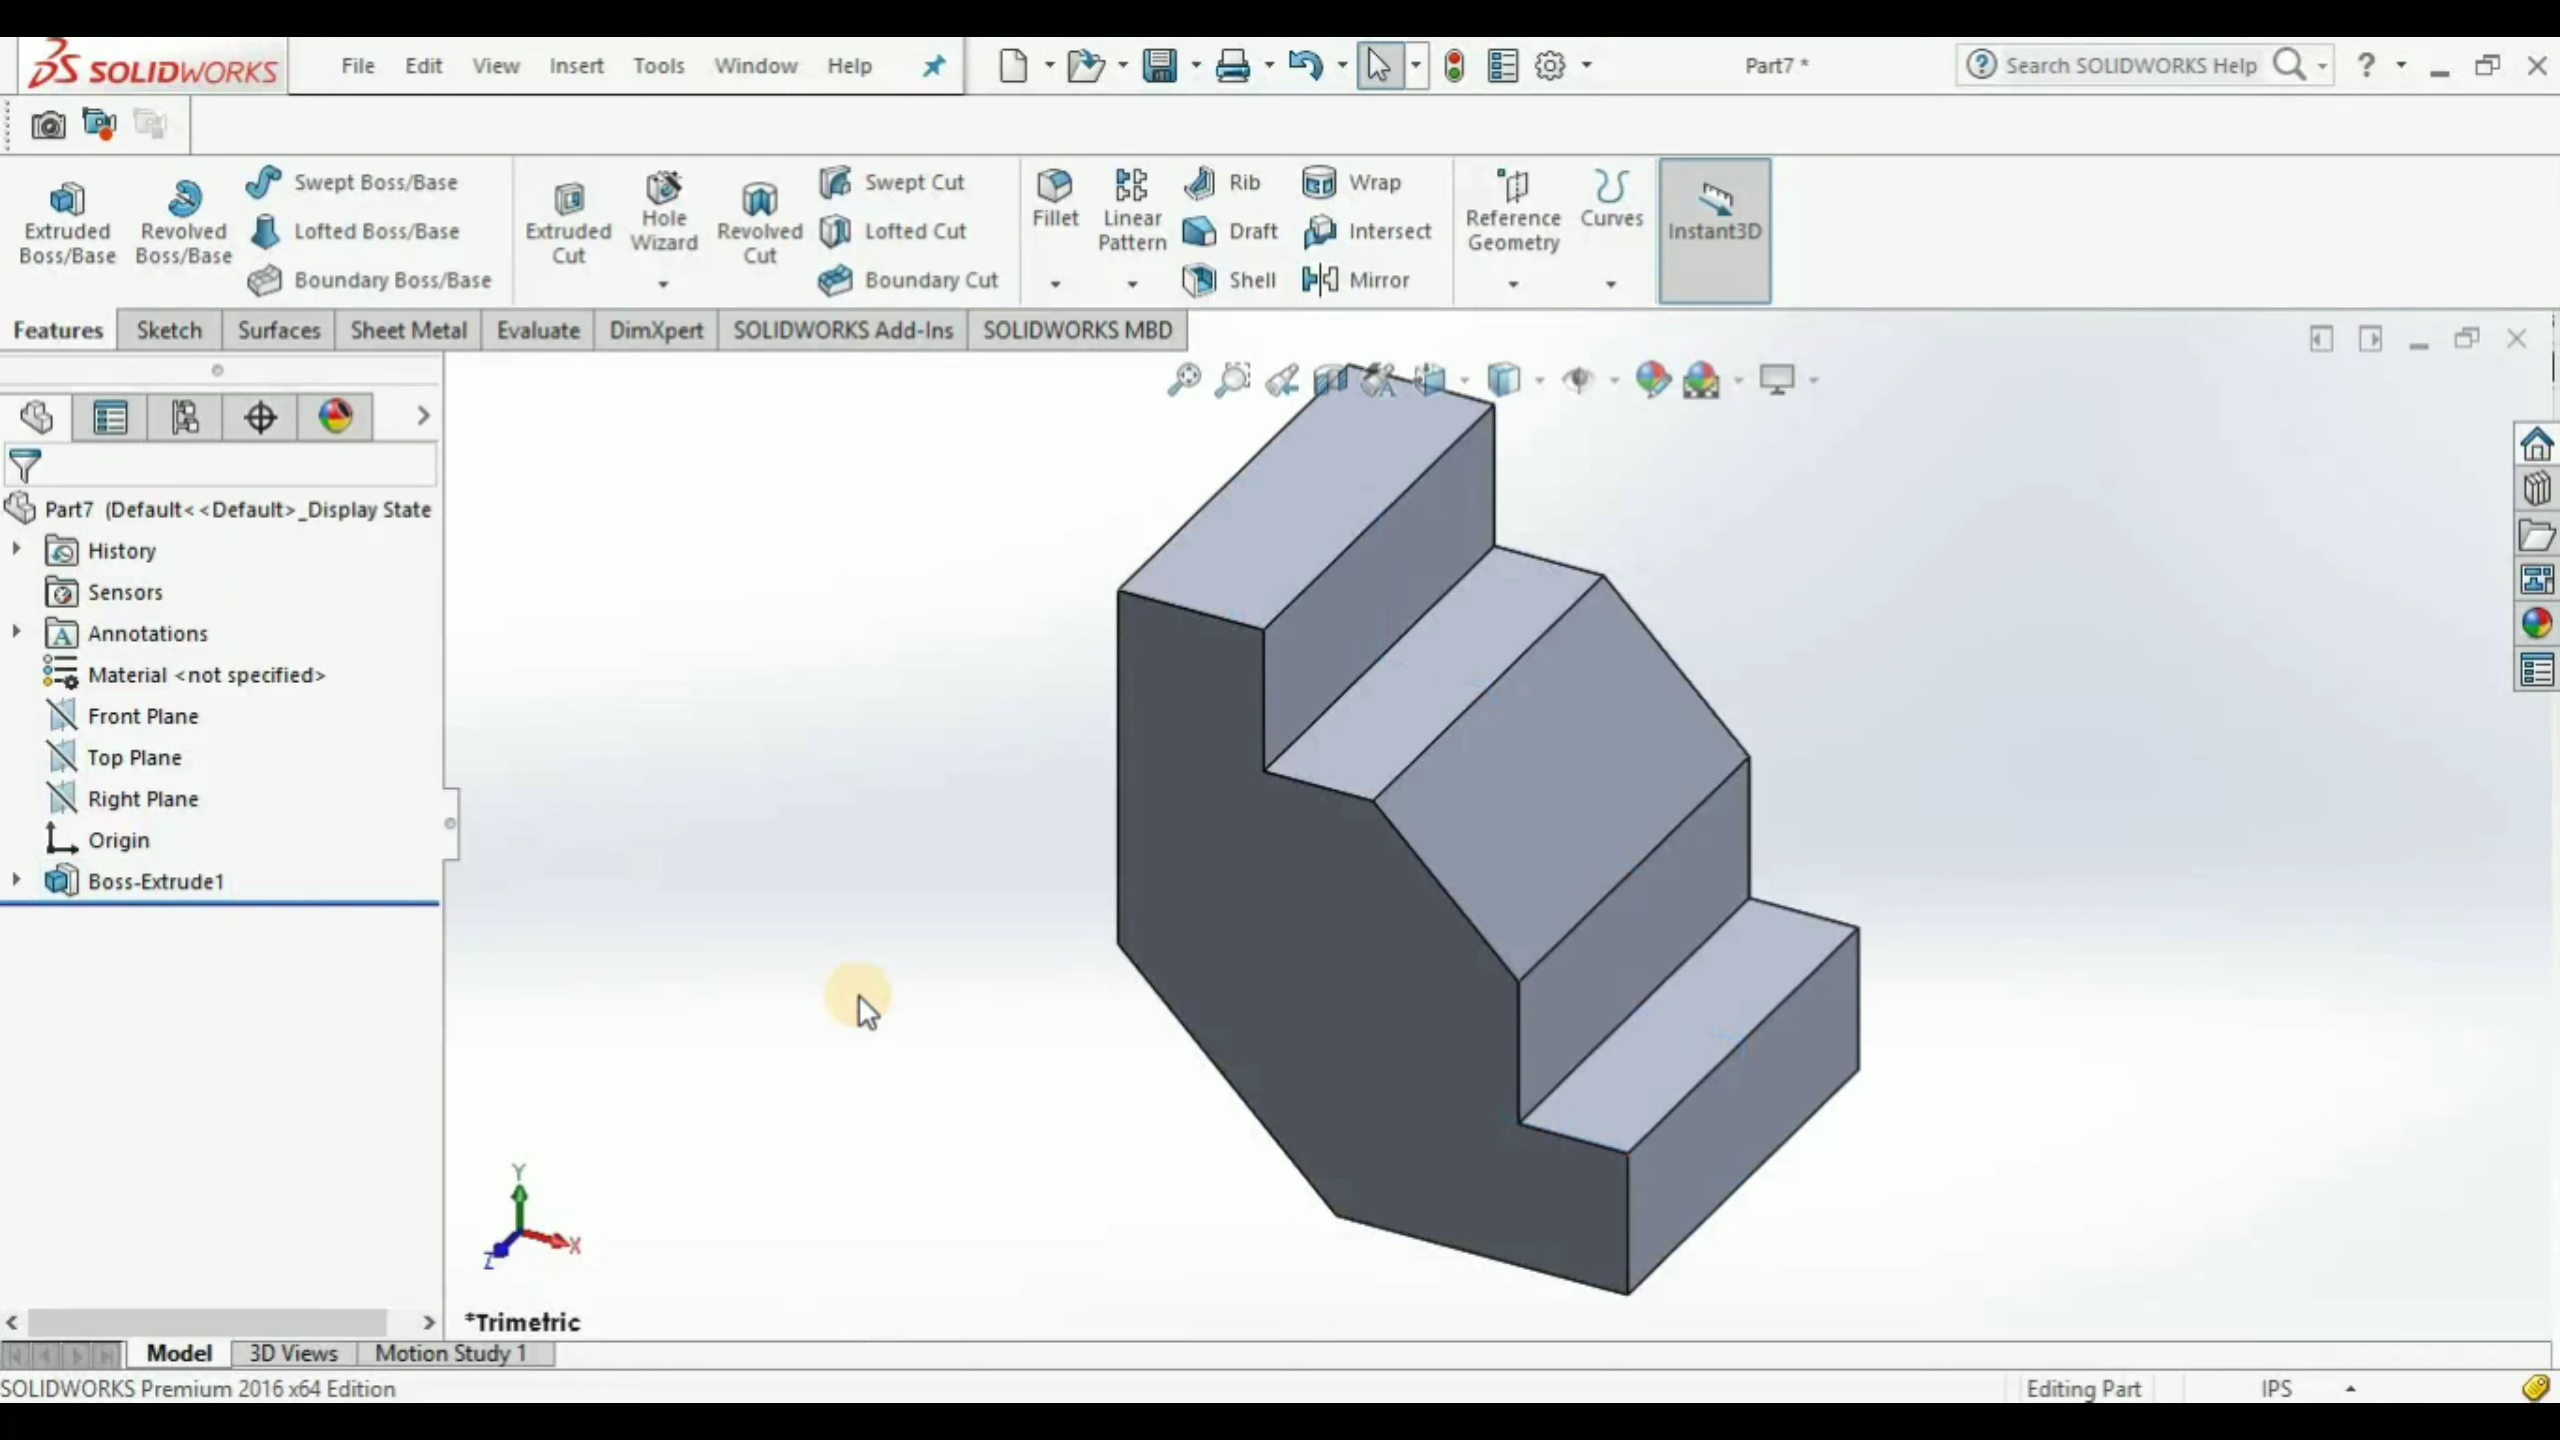 SOLIDWORKS File Edit View Insert Tools Window Help Part7 * Search SOLIDWORKS Help ?
Extruded Boss/Base
Revolved Boss/Base
Swept Boss/Base
Lofted Boss/Base
Boundary Boss/Base
Extruded Cut
Hole Wizard
Revolved Cut
Swept Cut
Lofted Cut
Boundary Cut
Fillet
Linear Pattern
Rib
Draft
Shell
Wrap
Intersect
Mirror
Reference Geometry
Curves
Instant3D
Features Sketch Surfaces Sheet Metal Evaluate DimXpert SOLIDWORKS Add-Ins SOLIDWORKS MBD
Part7 (Default<<Default>_Display State
History
Sensors
A Annotations
Material <not specified>
Front Plane
Top Plane
Right Plane
Origin
Boss-Extrude1
Y
X
Z
*Trimetric
Model 3D Views Motion Study 1
SOLIDWORKS Premium 2016 x64 Edition Editing Part IPS